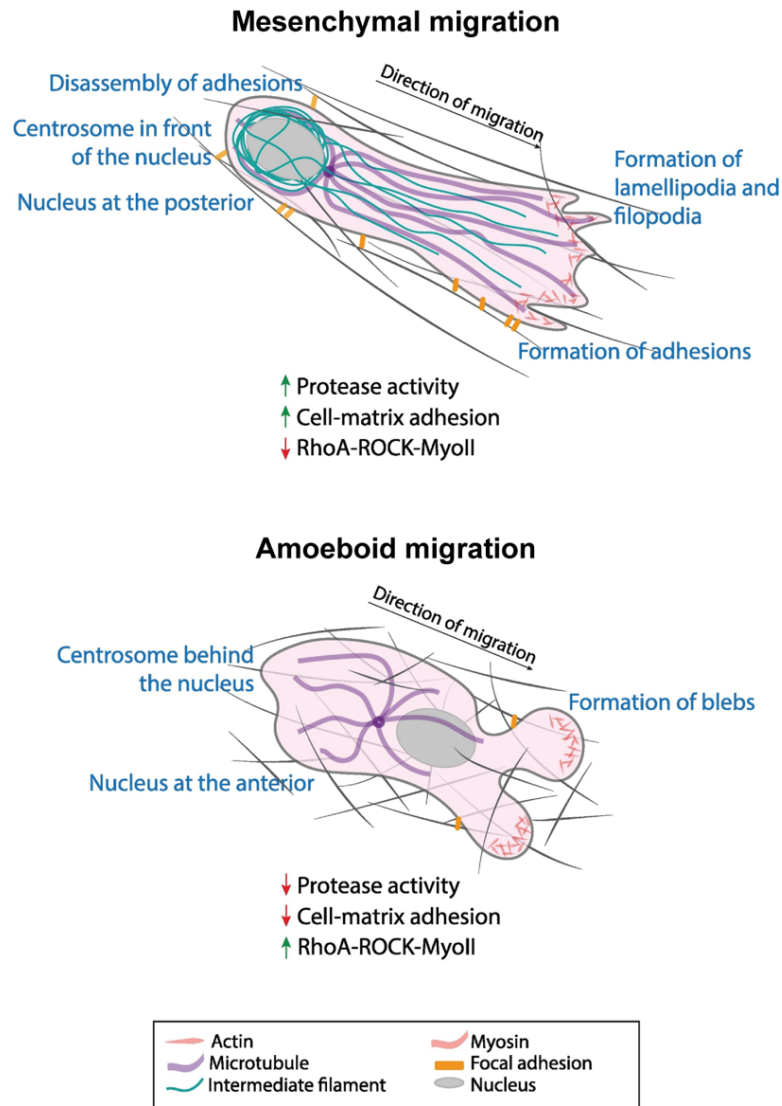 Mesenchymal migration
Disassembly of adhesions
Direction of migration
Centrosome in front
of the nucleus
Formation of
lamellipodia and
filopodia
Nucleus at the posterior
Formation of adhesions
↑ Protease activity
↑ Cell-matrix adhesion
↓ RhoA-ROCK-MyoII
Amoeboid migration
Direction of migration
Centrosome behind
the nucleus
Formation of blebs
Nucleus at the anterior
↓ Protease activity
↓ Cell-matrix adhesion
↑ RhoA-ROCK-MyoII
Actin
Myosin
Microtubule
Focal adhesion
Intermediate filament
Nucleus